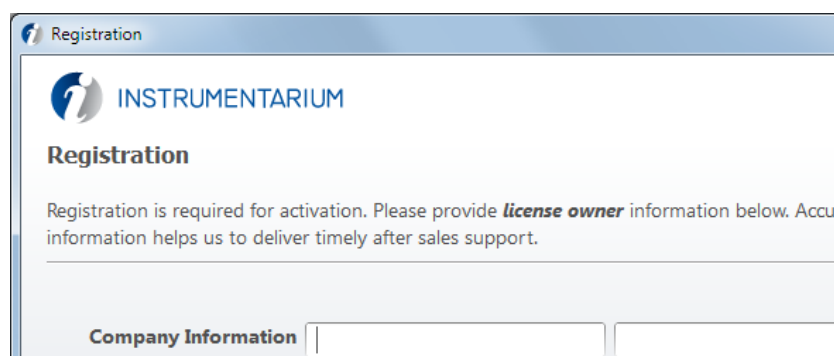 Registration
INSTRUMENTARIUM
Registration
Registration is required for activation. Please provide license owner information below. Accu
information helps us to deliver timely after sales support.
Company Information